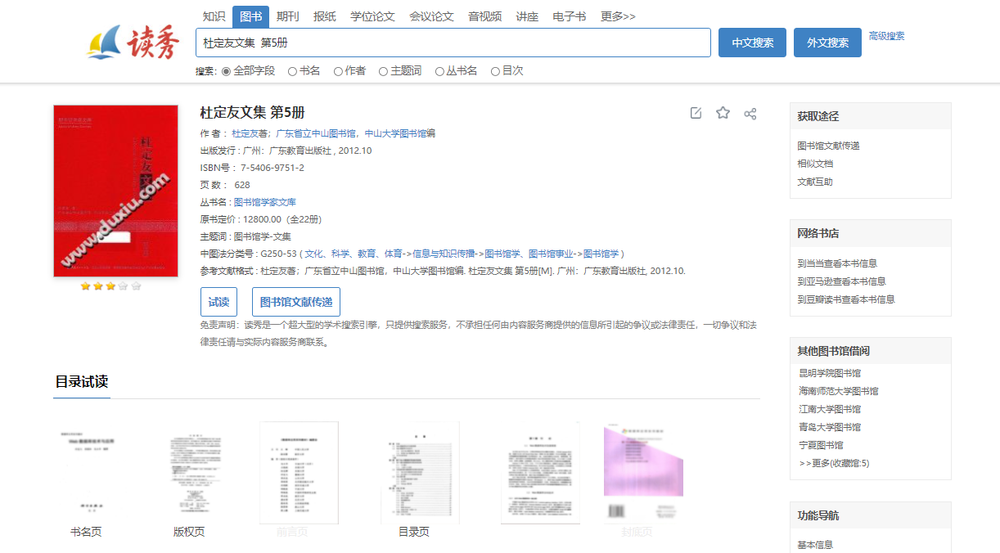 知识 图书 期刊 报纸 学位论文 会议论文 音视频 讲座 电子书 更多>>
读秀
杜定友文集 第5册
中文搜索
外文搜索
高级搜索
搜索: 全部字段 书名 作者 主题词 丛书名 目次
杜定友文集 第5册
作 者 : 杜定友著；广东省立中山图书馆，中山大学图书馆编
出版发行 : 广州：广东教育出版社 , 2012.10
ISBN号 : 7-5406-9751-2
页 数 : 628
丛书名 : 图书馆学家文库
原书定价 : 12800.00 (全22册)
主题词 : 图书馆学-文集
中图法分类号 : G250-53 ( 文化、科学、教育、体育->信息与知识传播->图书馆学、图书馆事业->图书馆学 )
参考文献格式 : 杜定友著；广东省立中山图书馆，中山大学图书馆编. 杜定友文集 第5册[M]. 广州：广东教育出版社, 2012.10.
试读
图书馆文献传递
免责声明：读秀是一个超大型的学术搜索引擎，只提供搜索服务，不承担任何由内容服务商提供的信息所引起的争议或法律责任，一切争议和法
律责任请与实际内容服务商联系。
杜定友文集
www.duxiu.com
目录试读
书名页
版权页
前言页
目录页
封底页
获取途径
图书馆文献传递
相似文档
文献互助
网络书店
到当当查看本书信息
到亚马逊查看本书信息
到豆瓣读书查看本书信息
其他图书馆借阅
昆明学院图书馆
海南师范大学图书馆
江南大学图书馆
青岛大学图书馆
宁夏图书馆
>>更多(收藏馆:5)
功能导航
基本信息